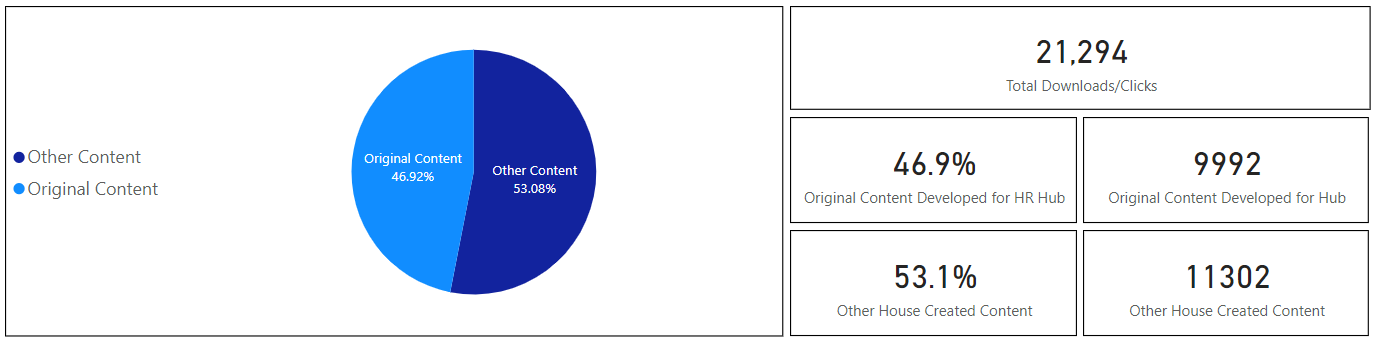 Other Content
Original Content
Original Content
46.92%
Other Content
53.08%
21,294
Total Downloads/Clicks
46.9%
Original Content Developed for HR Hub
9992
Original Content Developed for Hub
53.1%
Other House Created Content
11302
Other House Created Content